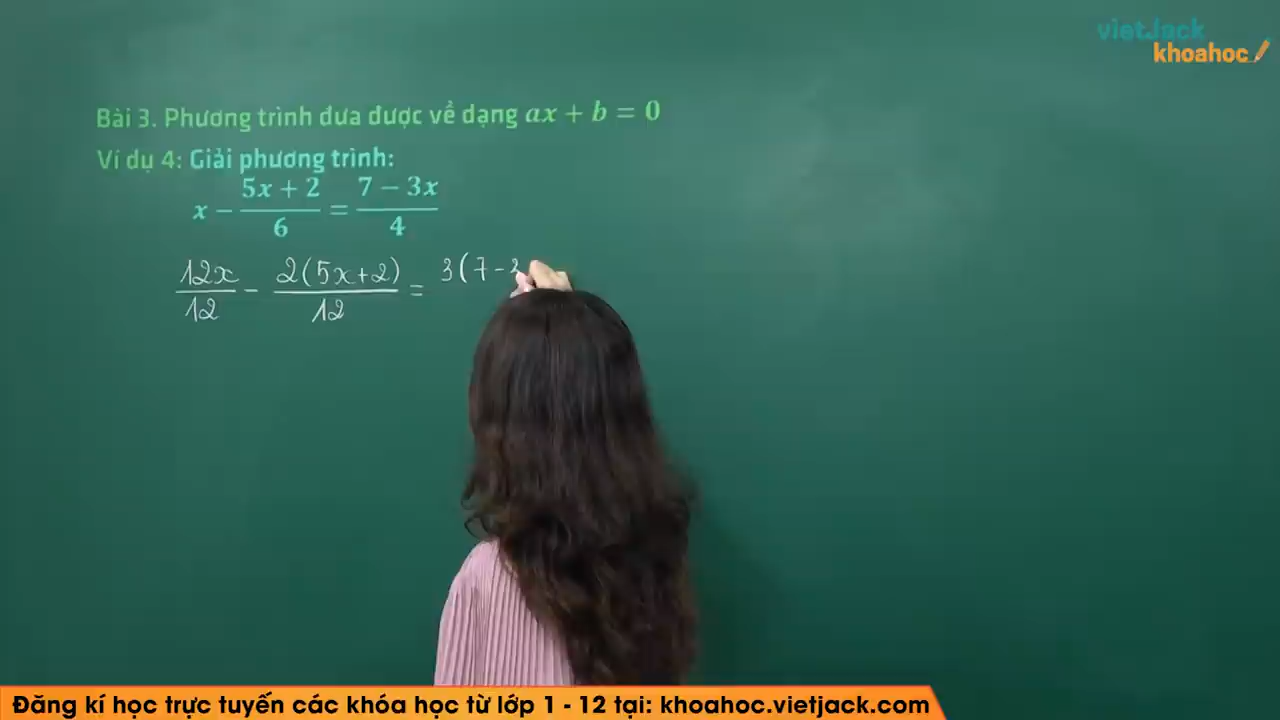 vietJack
khoahoc
Bài 3. Phương trình đưa được về dạng ax + b = 0
Ví dụ 4: Giải phương trình:
x − (5x + 2)/6 = (7 − 3x)/4
12x/12 − 2(5x+2)/12 = 3(7 − 3
Đăng kí học trực tuyến các khóa học từ lớp 1 - 12 tại: khoahoc.vietjack.com